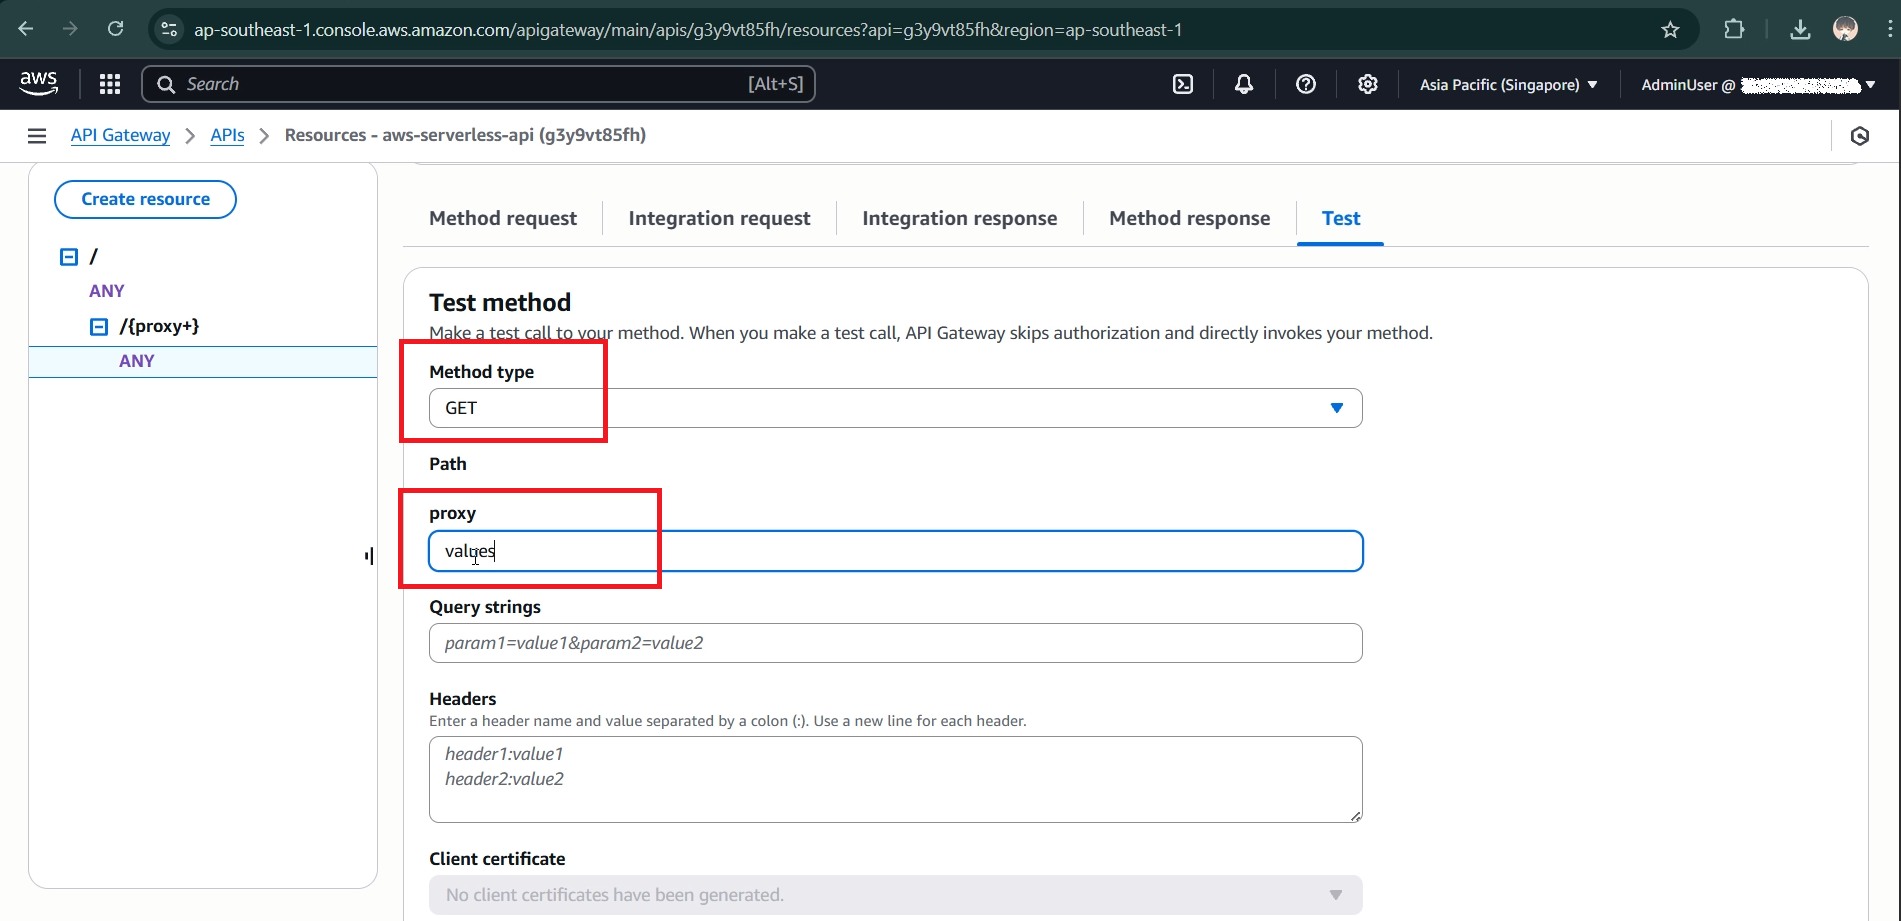 ap-southeast-1.console.aws.amazon.com/apigateway/main/apis/g3y9vt85fh/resources?api=g3y9vt85fh&region=ap-southeast-1
aws
Search
[Alt+S]
Asia Pacific (Singapore)
AdminUser @
API Gateway
APIs
Resources - aws-serverless-api (g3y9vt85fh)
Create resource
/
ANY
/{proxy+}
ANY
Method request
Integration request
Integration response
Method response
Test
Test method
Make a test call to your method. When you make a test call, API Gateway skips authorization and directly invokes your method.
Method type
GET
Path
proxy
values
Query strings
param1=value1&param2=value2
Headers
Enter a header name and value separated by a colon (:). Use a new line for each header.
header1:value1
header2:value2
Client certificate
No client certificates have been generated.